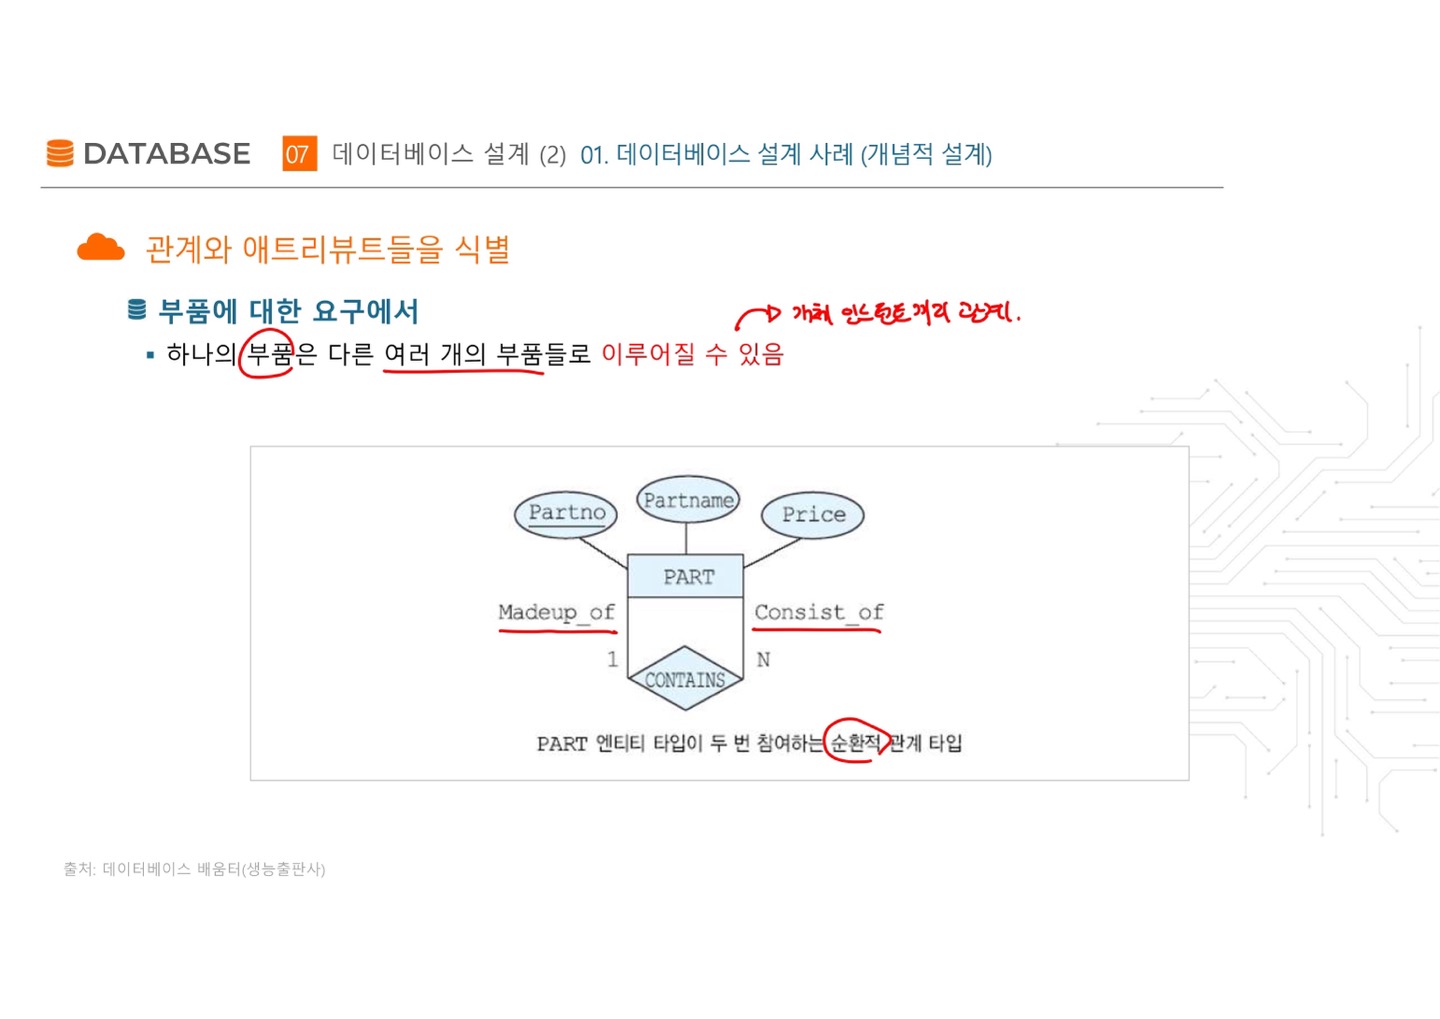 DATABASE 07 데이터베이스 설계 (2) 01. 데이터베이스 설계 사례 (개념적 설계)
관계와 애트리뷰트들을 식별
부품에 대한 요구에서
개체 인스턴트끼리 관계.
하나의 부품은 다른 여러 개의 부품들로 이루어질 수 있음
Partno Partname Price
PART
Madeup_of Consist_of
1 N
CONTAINS
PART 엔티티 타입이 두 번 참여하는 순환적 관계 타입
출처: 데이터베이스 배움터(생능출판사)